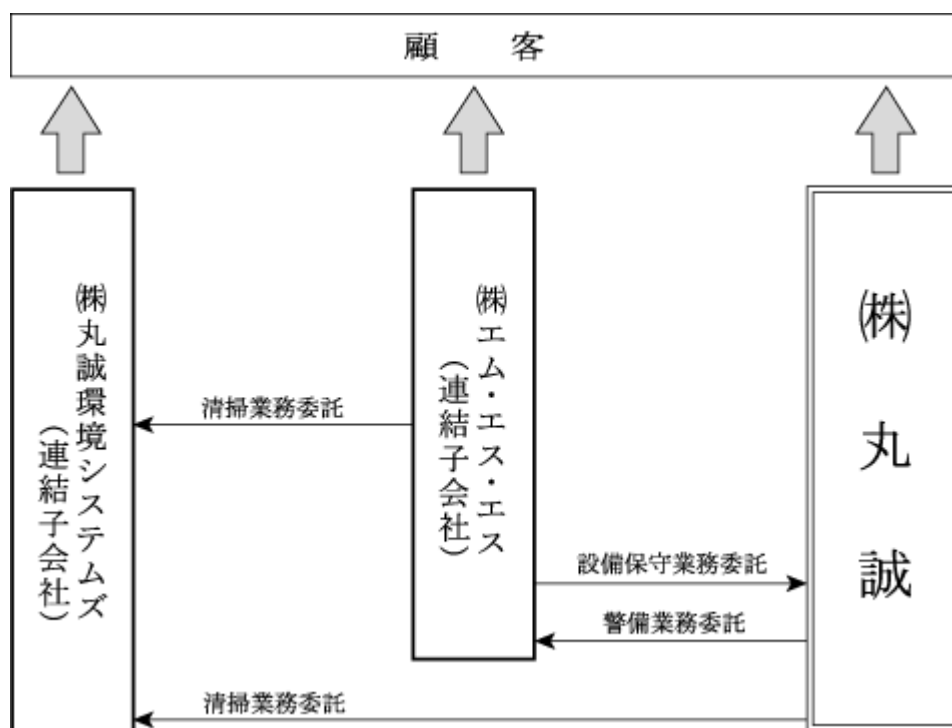 顧 客
㈱丸誠環境システムズ
（連結子会社）
㈱エム・エス・エス
（連結子会社）
㈱丸誠
清掃業務委託
設備保守業務委託
警備業務委託
清掃業務委託